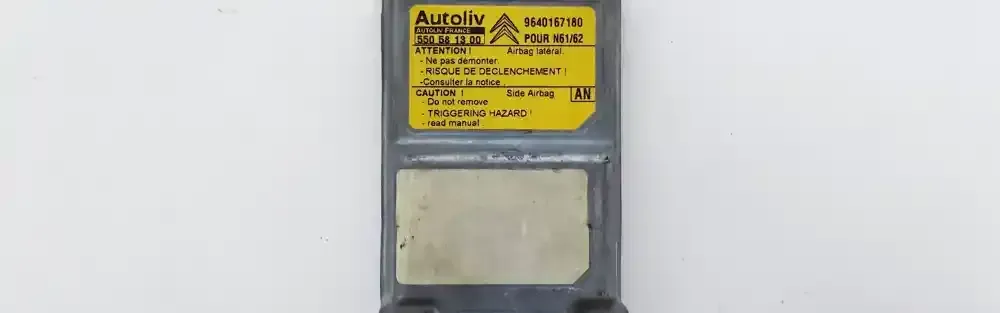 Autoliv
AUTOLIV FRANCE
550 58 13 00
9640167180
POUR N61/62
ATTENTION ! Airbag latéral.
- Ne pas démonter.
- RISQUE DE DECLENCHEMENT !
-Consulter la notice .
CAUTION ! Side Airbag AN
- Do not remove
- TRIGGERING HAZARD !
- read manual .